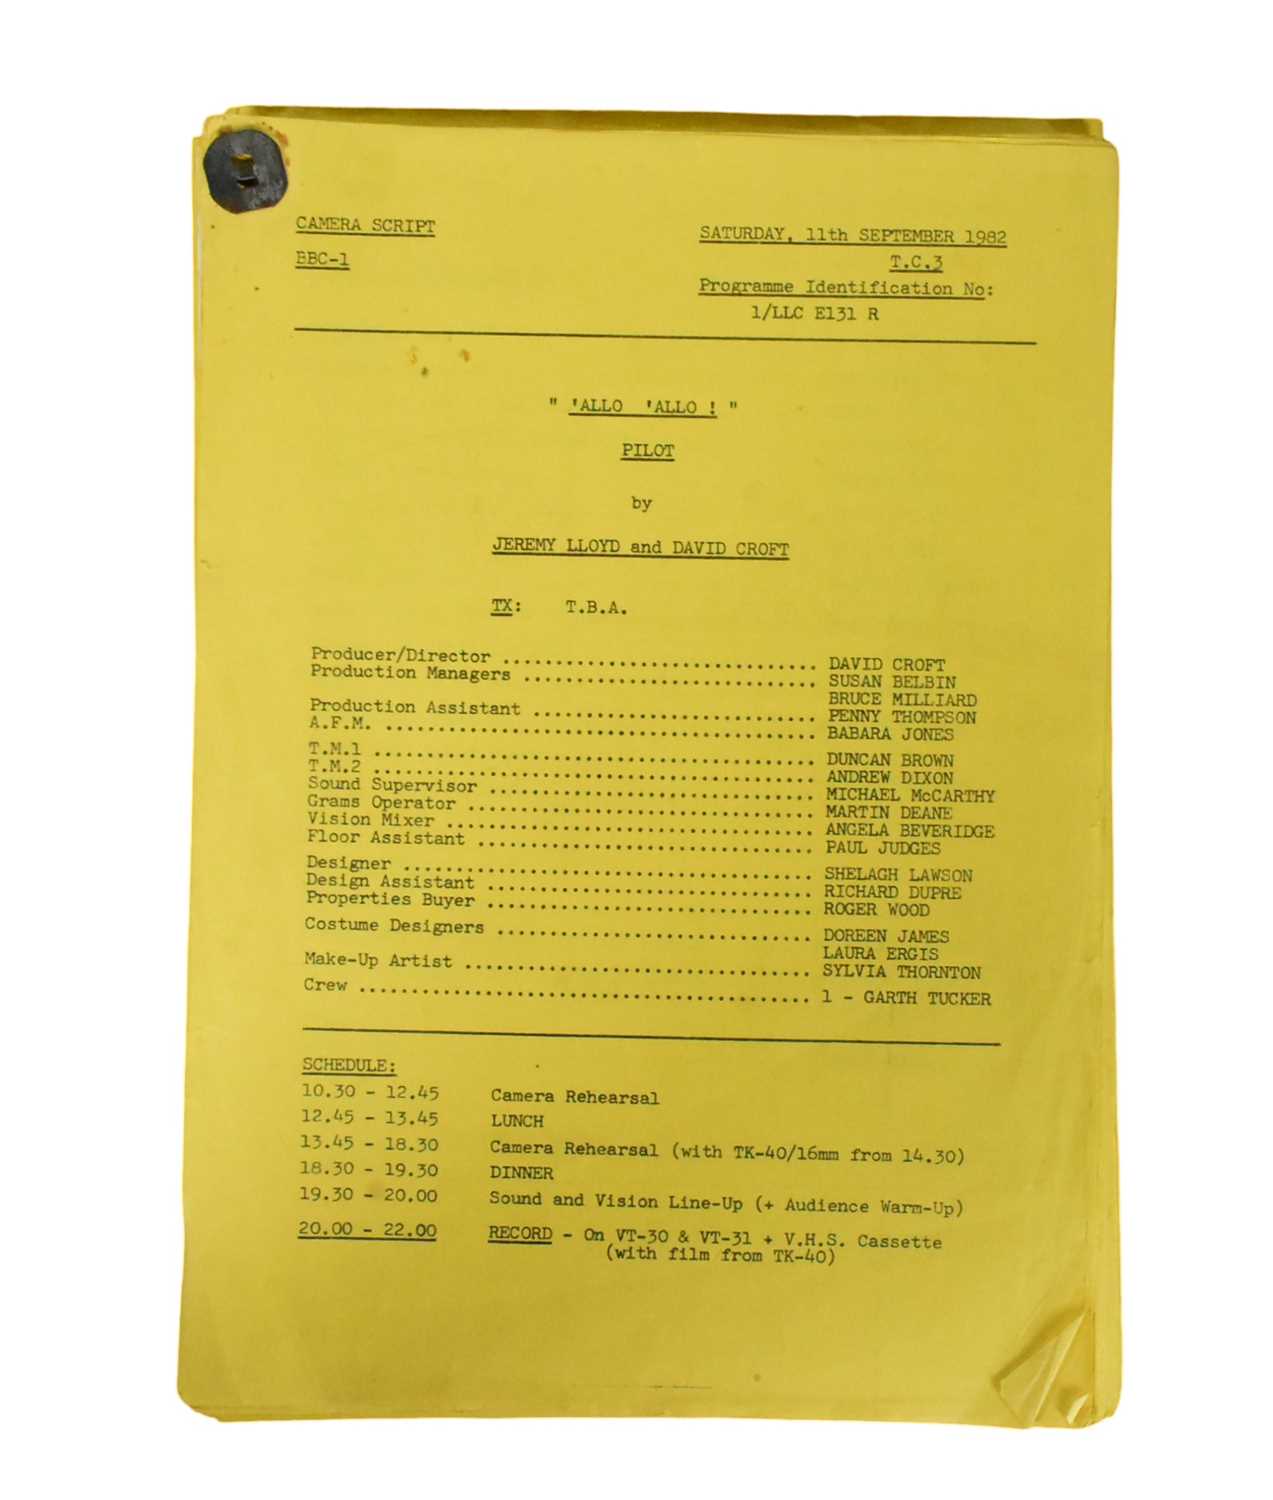 CAMERA SCRIPT
SATURDAY, 11th SEPTEMBER 1982
BBC-1
T.C.3
Programme Identification No:
1/LLC E131 R
" 'ALLO 'ALLO ! "
PILOT
by
JEREMY LLOYD and DAVID CROFT
TX: T.B.A.
Producer/Director .............................. DAVID CROFT
Production Managers ............................ SUSAN BELBIN
BRUCE MILLIARD
Production Assistant ........................... PENNY THOMPSON
A.F.M. ......................................... BABARA JONES
T.M.1 .......................................... DUNCAN BROWN
T.M.2 .......................................... ANDREW DIXON
Sound Supervisor ............................... MICHAEL McCARTHY
Grams Operator ................................. MARTIN DEANE
Vision Mixer ................................... ANGELA BEVERIDGE
Floor Assistant ................................ PAUL JUDGES
Designer ....................................... SHELAGH LAWSON
Design Assistant ............................... RICHARD DUPRE
Properties Buyer ............................... ROGER WOOD
Costume Designers .............................. DOREEN JAMES
LAURA ERGIS
Make-Up Artist ................................. SYLVIA THORNTON
Crew ........................................... 1 - GARTH TUCKER
SCHEDULE:
10.30 - 12.45 Camera Rehearsal
12.45 - 13.45 LUNCH
13.45 - 18.30 Camera Rehearsal (with TK-40/16mm from 14.30)
18.30 - 19.30 DINNER
19.30 - 20.00 Sound and Vision Line-Up (+ Audience Warm-Up)
20.00 - 22.00 RECORD - On VT-30 & VT-31 + V.H.S. Cassette
(with film from TK-40)